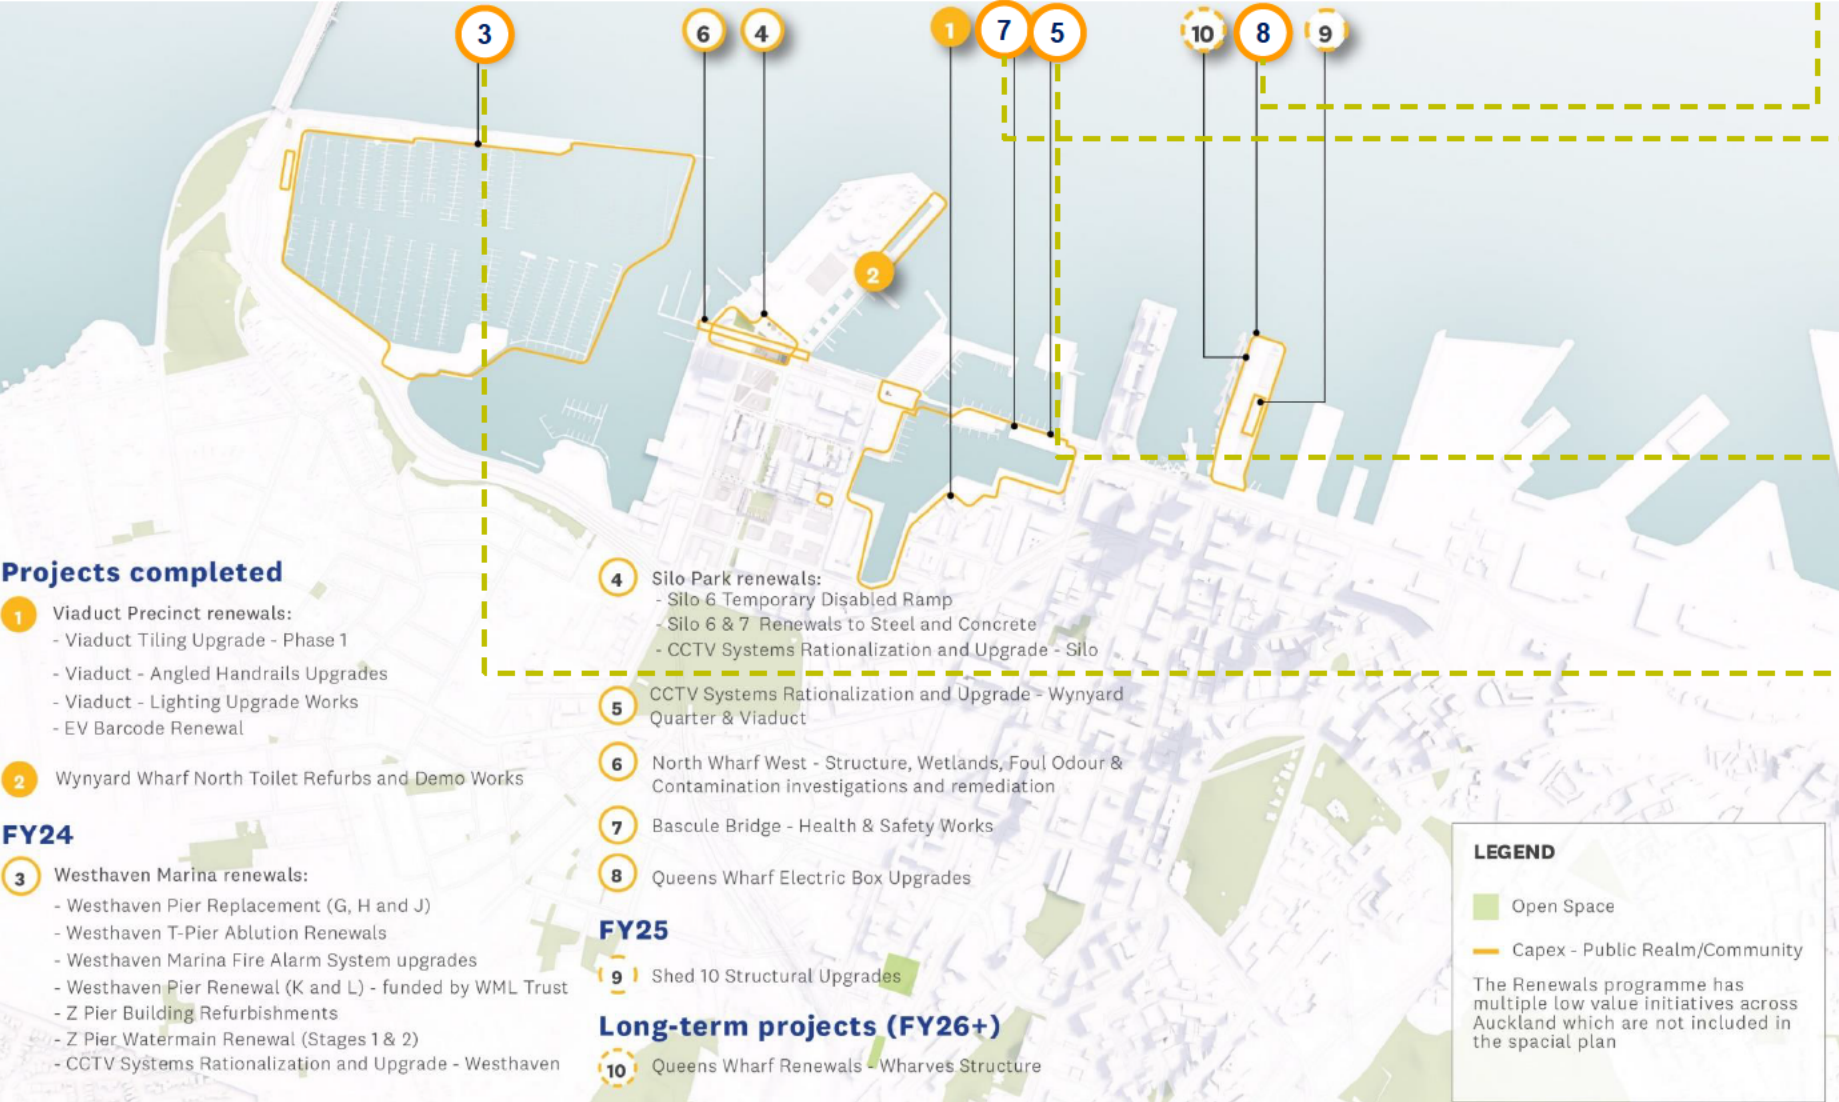 3
6
4
1
7
5
10
8
9
2
Projects completed
1
Viaduct Precinct renewals:
- Viaduct Tiling Upgrade - Phase 1
- Viaduct - Angled Handrails Upgrades
- Viaduct - Lighting Upgrade Works
- EV Barcode Renewal
2
Wynyard Wharf North Toilet Refurbs and Demo Works
FY24
3
Westhaven Marina renewals:
- Westhaven Pier Replacement (G, H and J)
- Westhaven T-Pier Ablution Renewals
- Westhaven Marina Fire Alarm System upgrades
- Westhaven Pier Renewal (K and L) - funded by WML Trust
- Z Pier Building Refurbishments
- Z Pier Watermain Renewal (Stages 1 & 2)
- CCTV Systems Rationalization and Upgrade - Westhaven
4
Silo Park renewals:
- Silo 6 Temporary Disabled Ramp
- Silo 6 & 7 Renewals to Steel and Concrete
- CCTV Systems Rationalization and Upgrade - Silo
5
CCTV Systems Rationalization and Upgrade - Wynyard
Quarter & Viaduct
6
North Wharf West - Structure, Wetlands, Foul Odour &
Contamination investigations and remediation
7
Bascule Bridge - Health & Safety Works
8
Queens Wharf Electric Box Upgrades
FY25
9
Shed 10 Structural Upgrades
Long-term projects (FY26+)
10
Queens Wharf Renewals - Wharves Structure
LEGEND
Open Space
Capex - Public Realm/Community
The Renewals programme has
multiple low value initiatives across
Auckland which are not included in
the spacial plan